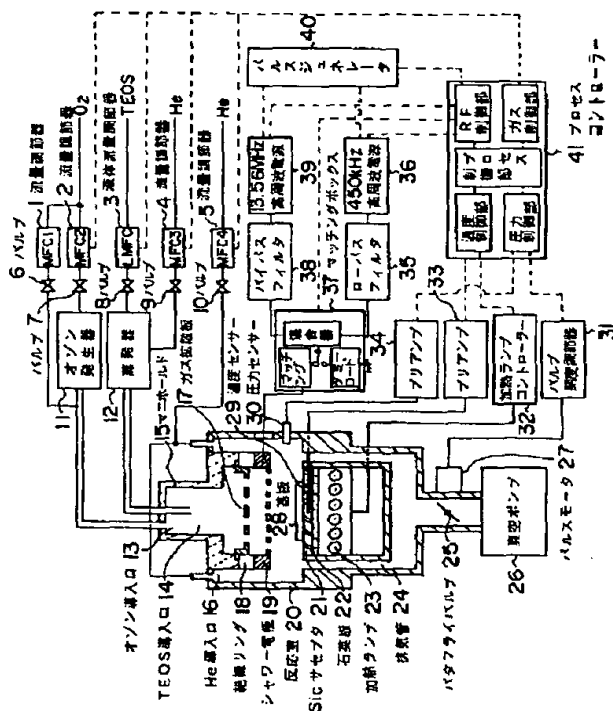 1 流量調節器
2 流量調節器
3 液体流量調節器
4 流量調節器
5 流量調節器
O2
TEOS
He
He
6 バルブ
バルブ
7
8 バルブ
9 バルブ
10 バルブ
MFC1
MFC2
LMFC
MFC3
MFC4
オゾン
発生器
11
蒸発器
12
オゾン導入口 13
TEOS導入口 14
15 マニホールド
He導入口 16
17 ガス拡散板
絶縁リング 18
シャワー電極 19
反応室 20
SiCサセプタ 21
石英板 22
加熱ランプ 23
排気管 24
バタフライバルブ 25
真空ポンプ
26
パルスモータ 27
28 基板
29 温度センサー
30 圧力センサー
バルブ
開度調節器
31
加熱ランプ
コントローラー
32
プリアンプ
33
プリアンプ
34
ローパス
フィルタ
35
450kHz
高周波電源
36
37 マッチングボックス
マッチング
混合器
ハイパス
フィルタ
38
13.56MHz
高周波電源
39
パルスジェネレータ
40
41 プロセス
コントローラー
RF
制御部
ガス制御部
プロセス
制御部
温度
制御部
圧力
制御部